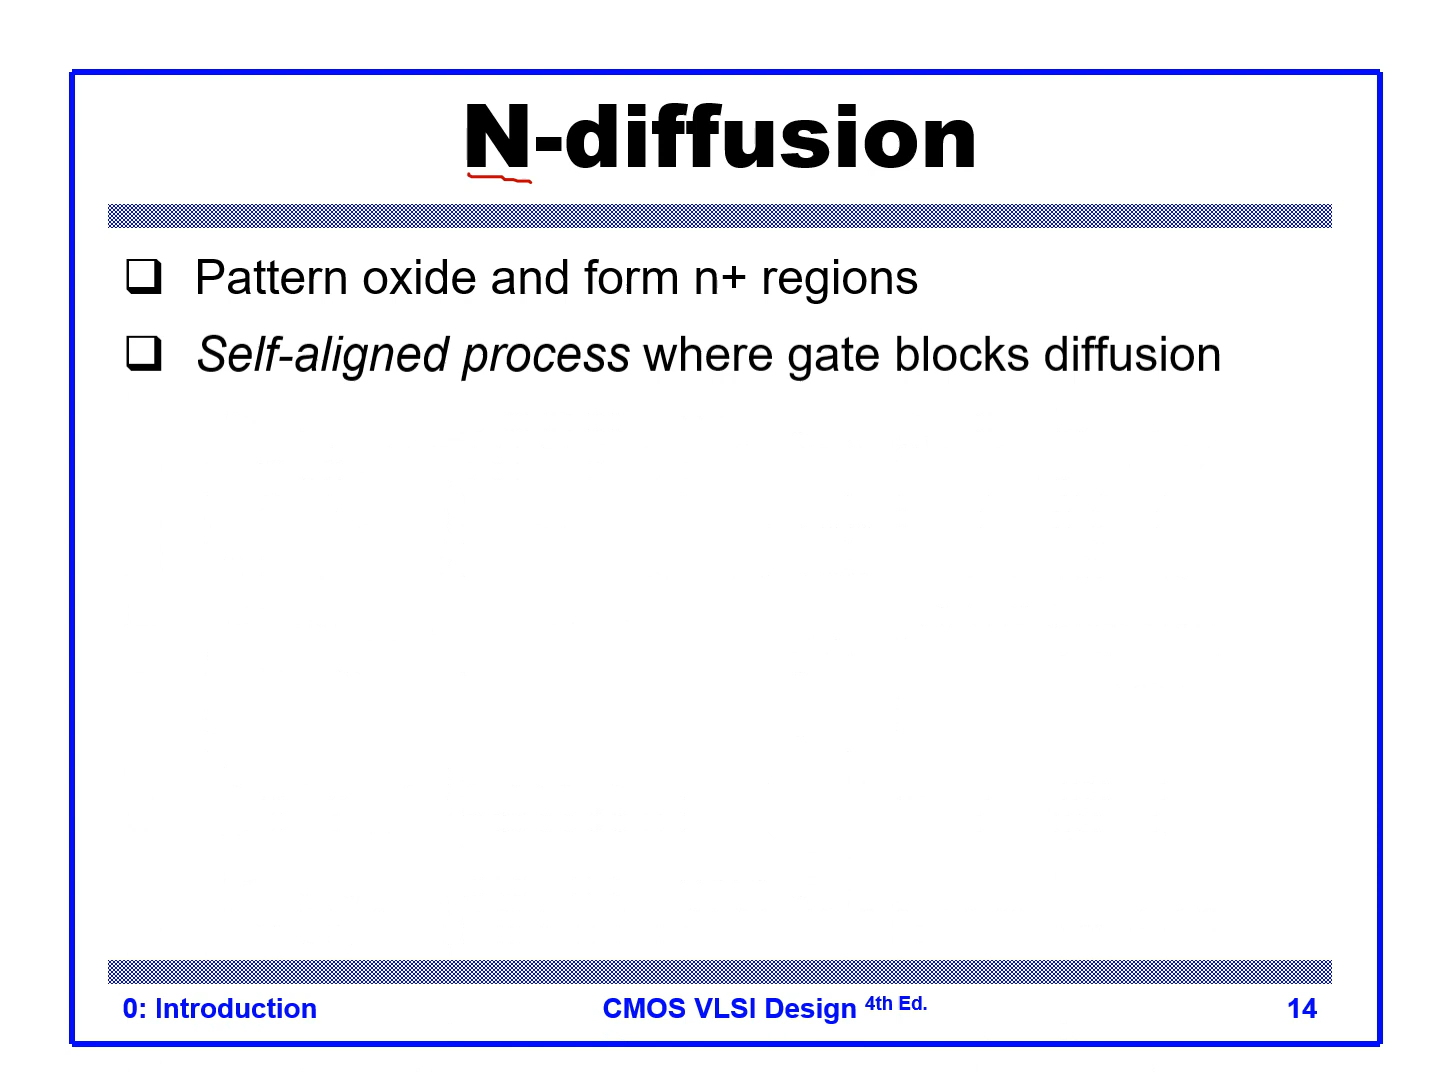 N-diffusion
Pattern oxide and form n+ regions
Self-aligned process where gate blocks diffusion
0: Introduction
CMOS VLSI Design 4th Ed.
14